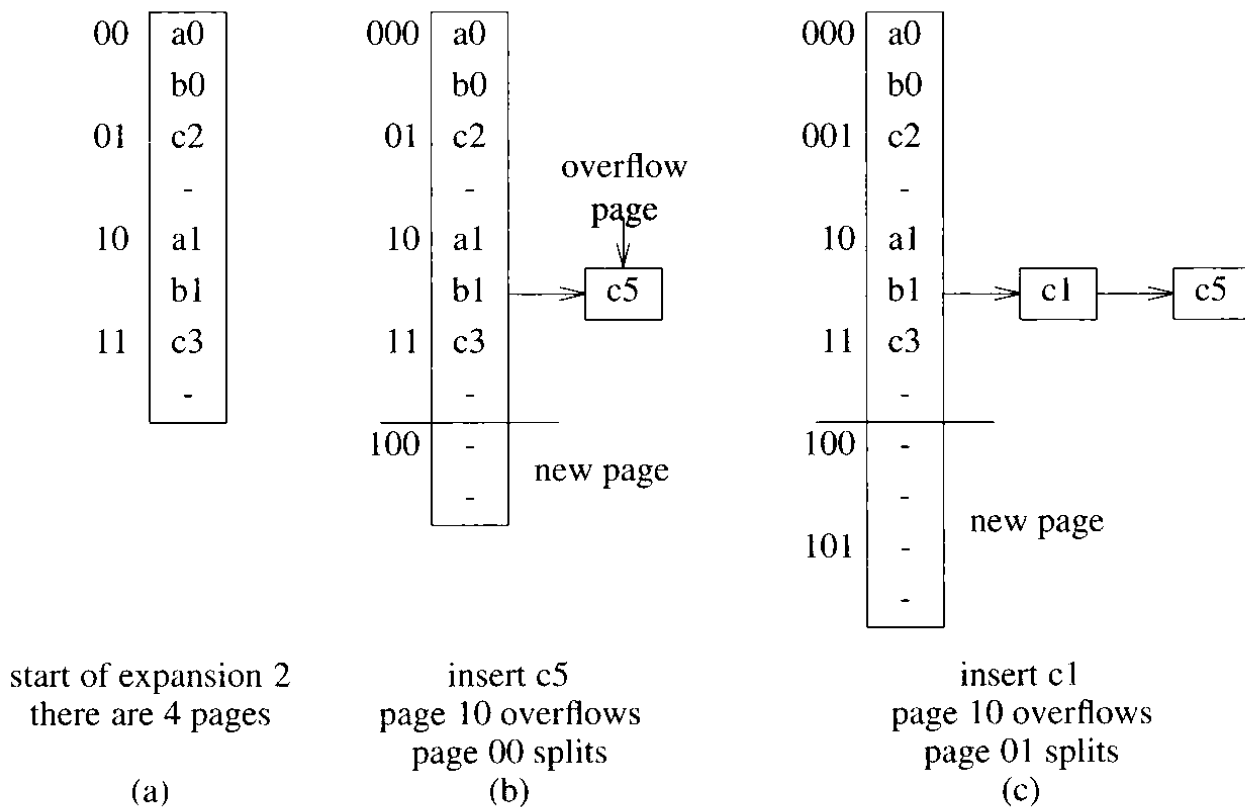 00 a0
b0
01 c2
-
10 a1
b1
11 c3
-
start of expansion 2
there are 4 pages
(a)
000 a0
b0
01 c2
-
overflow
page
10 a1
b1 c5
11 c3
-
100 -
-
new page
insert c5
page 10 overflows
page 00 splits
(b)
000 a0
b0
001 c2
-
10 a1
b1 c1 c5
11 c3
-
100 -
-
new page
101 -
-
insert c1
page 10 overflows
page 01 splits
(c)